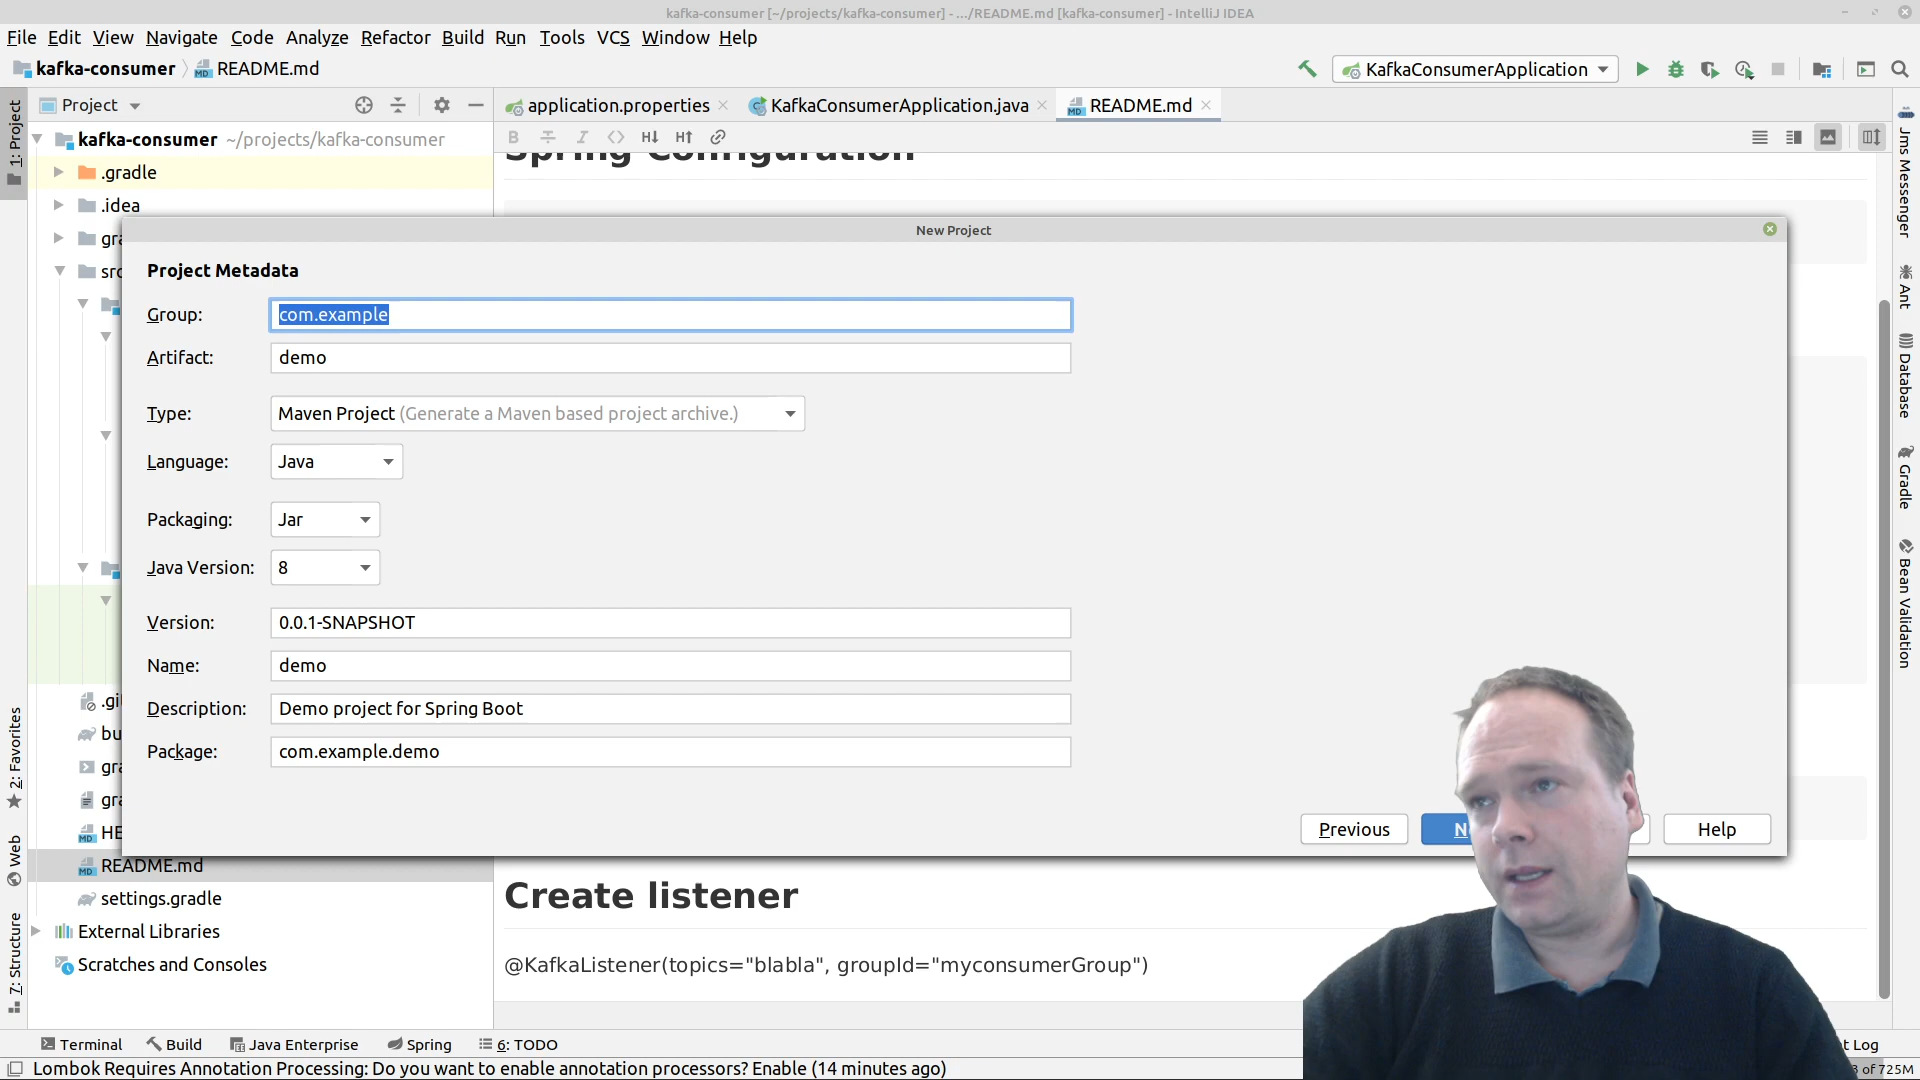 kafka-consumer [~/projects/kafka-consumer] - .../README.md [kafka-consumer] - IntelliJ IDEA
File Edit View Navigate Code Analyze Refactor Build Run Tools VCS Window Help
kafka-consumer README.md
KafkaConsumerApplication
Project
application.properties
KafkaConsumerApplication.java
README.md
kafka-consumer ~/projects/kafka-consumer
.gradle
.idea
Spring Configuration
New Project
Project Metadata
Group: com.example
Artifact: demo
Type: Maven Project (Generate a Maven based project archive.)
Language: Java
Packaging: Jar
Java Version: 8
Version: 0.0.1-SNAPSHOT
Name: demo
Description: Demo project for Spring Boot
Package: com.example.demo
Previous
Help
README.md
settings.gradle
External Libraries
Scratches and Consoles
Create listener
@KafkaListener(topics="blabla", groupId="myconsumerGroup")
1: Project
2: Favorites
Web
7: Structure
Jms Messenger
Ant
Database
Gradle
Bean Validation
Terminal
Build
Java Enterprise
Spring
6: TODO
Log
Lombok Requires Annotation Processing: Do you want to enable annotation processors? Enable (14 minutes ago)
of 725M